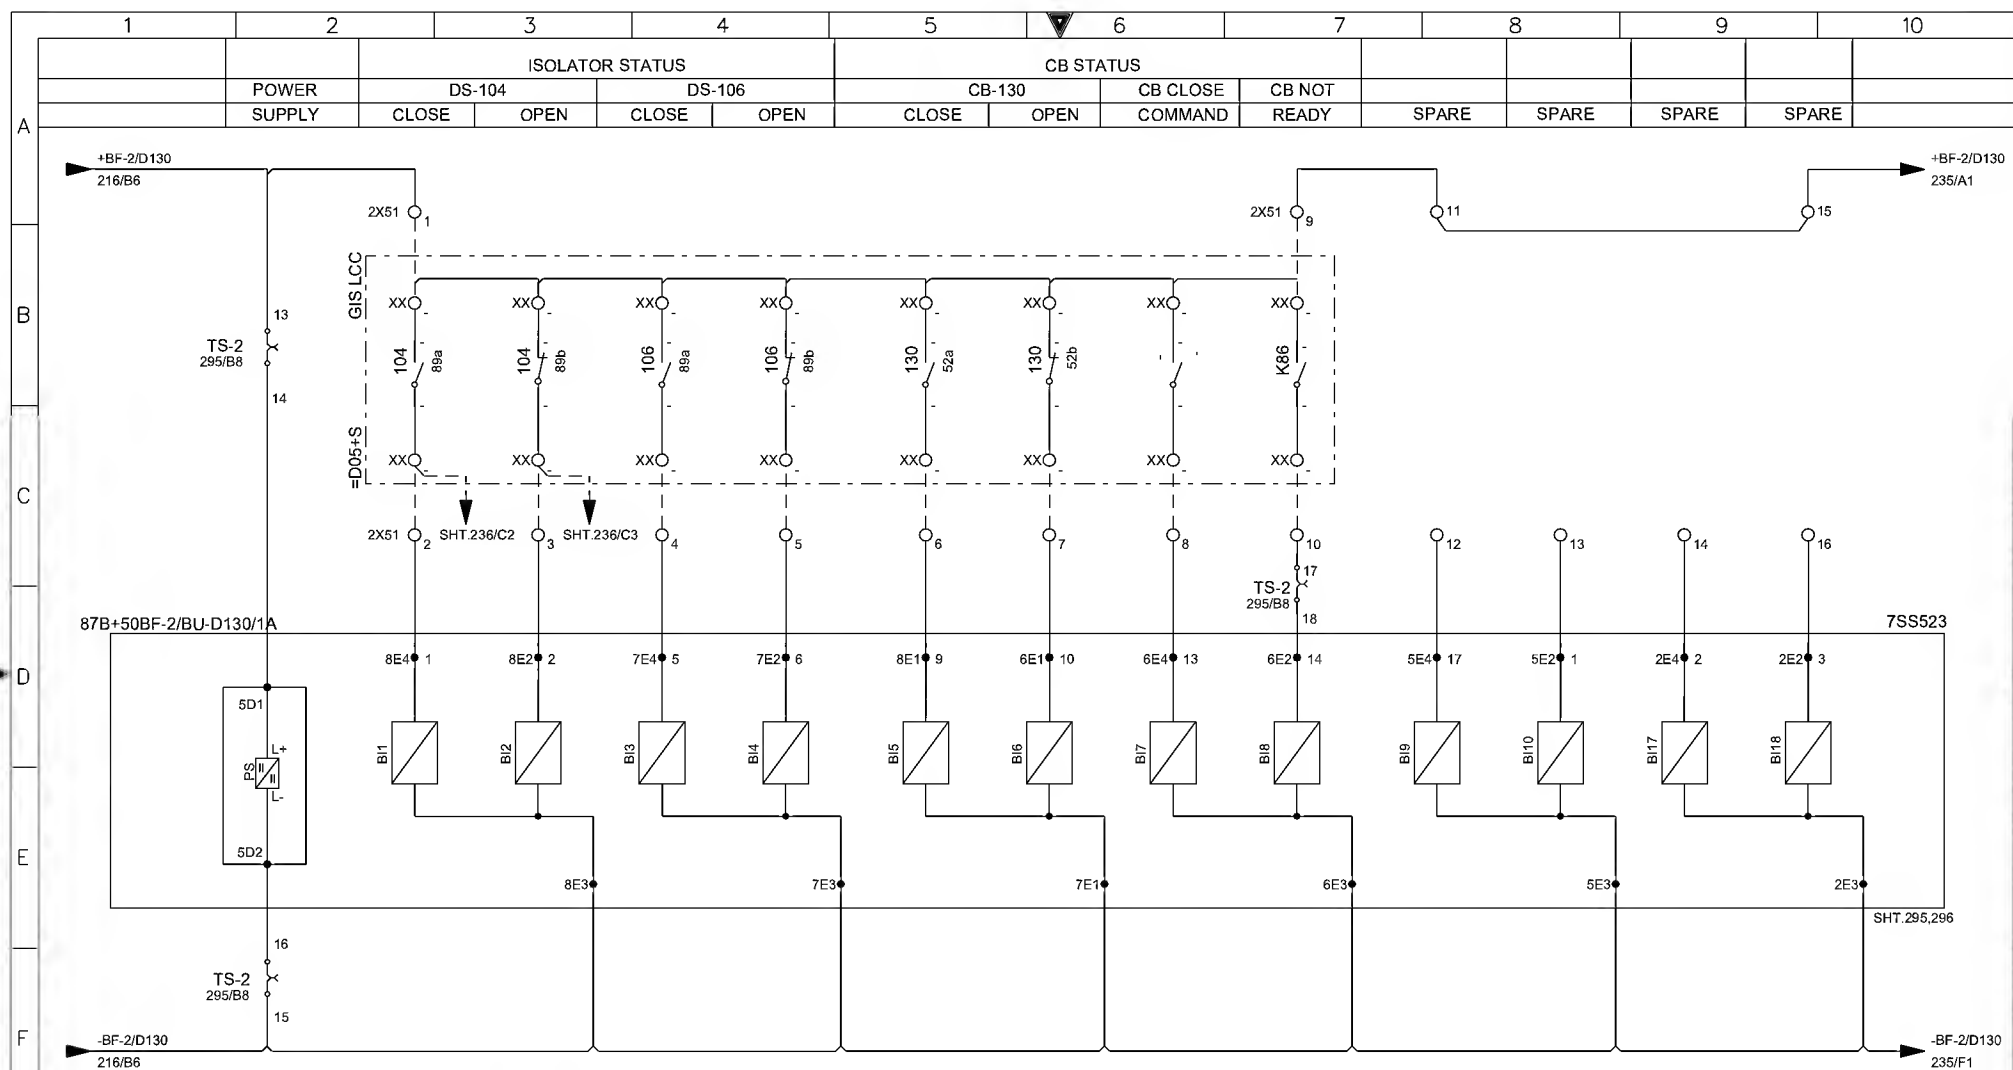 1 2 3 4 5 6 7 8 9 10
ISOLATOR STATUS CB STATUS
POWER DS-104 DS-106 CB-130 CB CLOSE CB NOT
SUPPLY CLOSE OPEN CLOSE OPEN CLOSE OPEN COMMAND READY SPARE SPARE SPARE SPARE
A
+BF-2/D130 +BF-2/D130
216/B6 235/A1
2X51 1 2X51 9 11 15
GIS LCC
B
XX XX XX XX XX XX XX XX
13
TS-2
295/B8
14
104 89a 104 89b 106 89a 106 89b 130 52a 130 52b K86
=D05+S
XX XX XX XX XX XX XX XX
C
2X51 2 SHT.236/C2 3 SHT.236/C3 4 5 6 7 8 10 12 13 14 16
17
TS-2
295/B8
18
87B+50BF-2/BU-D130/1A 7SS523
D
8E4 1 8E2 2 7E4 5 7E2 6 8E1 9 6E1 10 6E4 13 6E2 14 5E4 17 5E2 1 2E4 2 2E2 3
5D1
L+
PS
L-
BI1 BI2 BI3 BI4 BI5 BI6 BI7 BI8 BI9 BI10 BI17 BI18
E
5D2
8E3 7E3 7E1 6E3 5E3 2E3
SHT.295,296
16
TS-2
295/B8
15
F
-BF-2/D130 -BF-2/D130
216/B6 235/F1